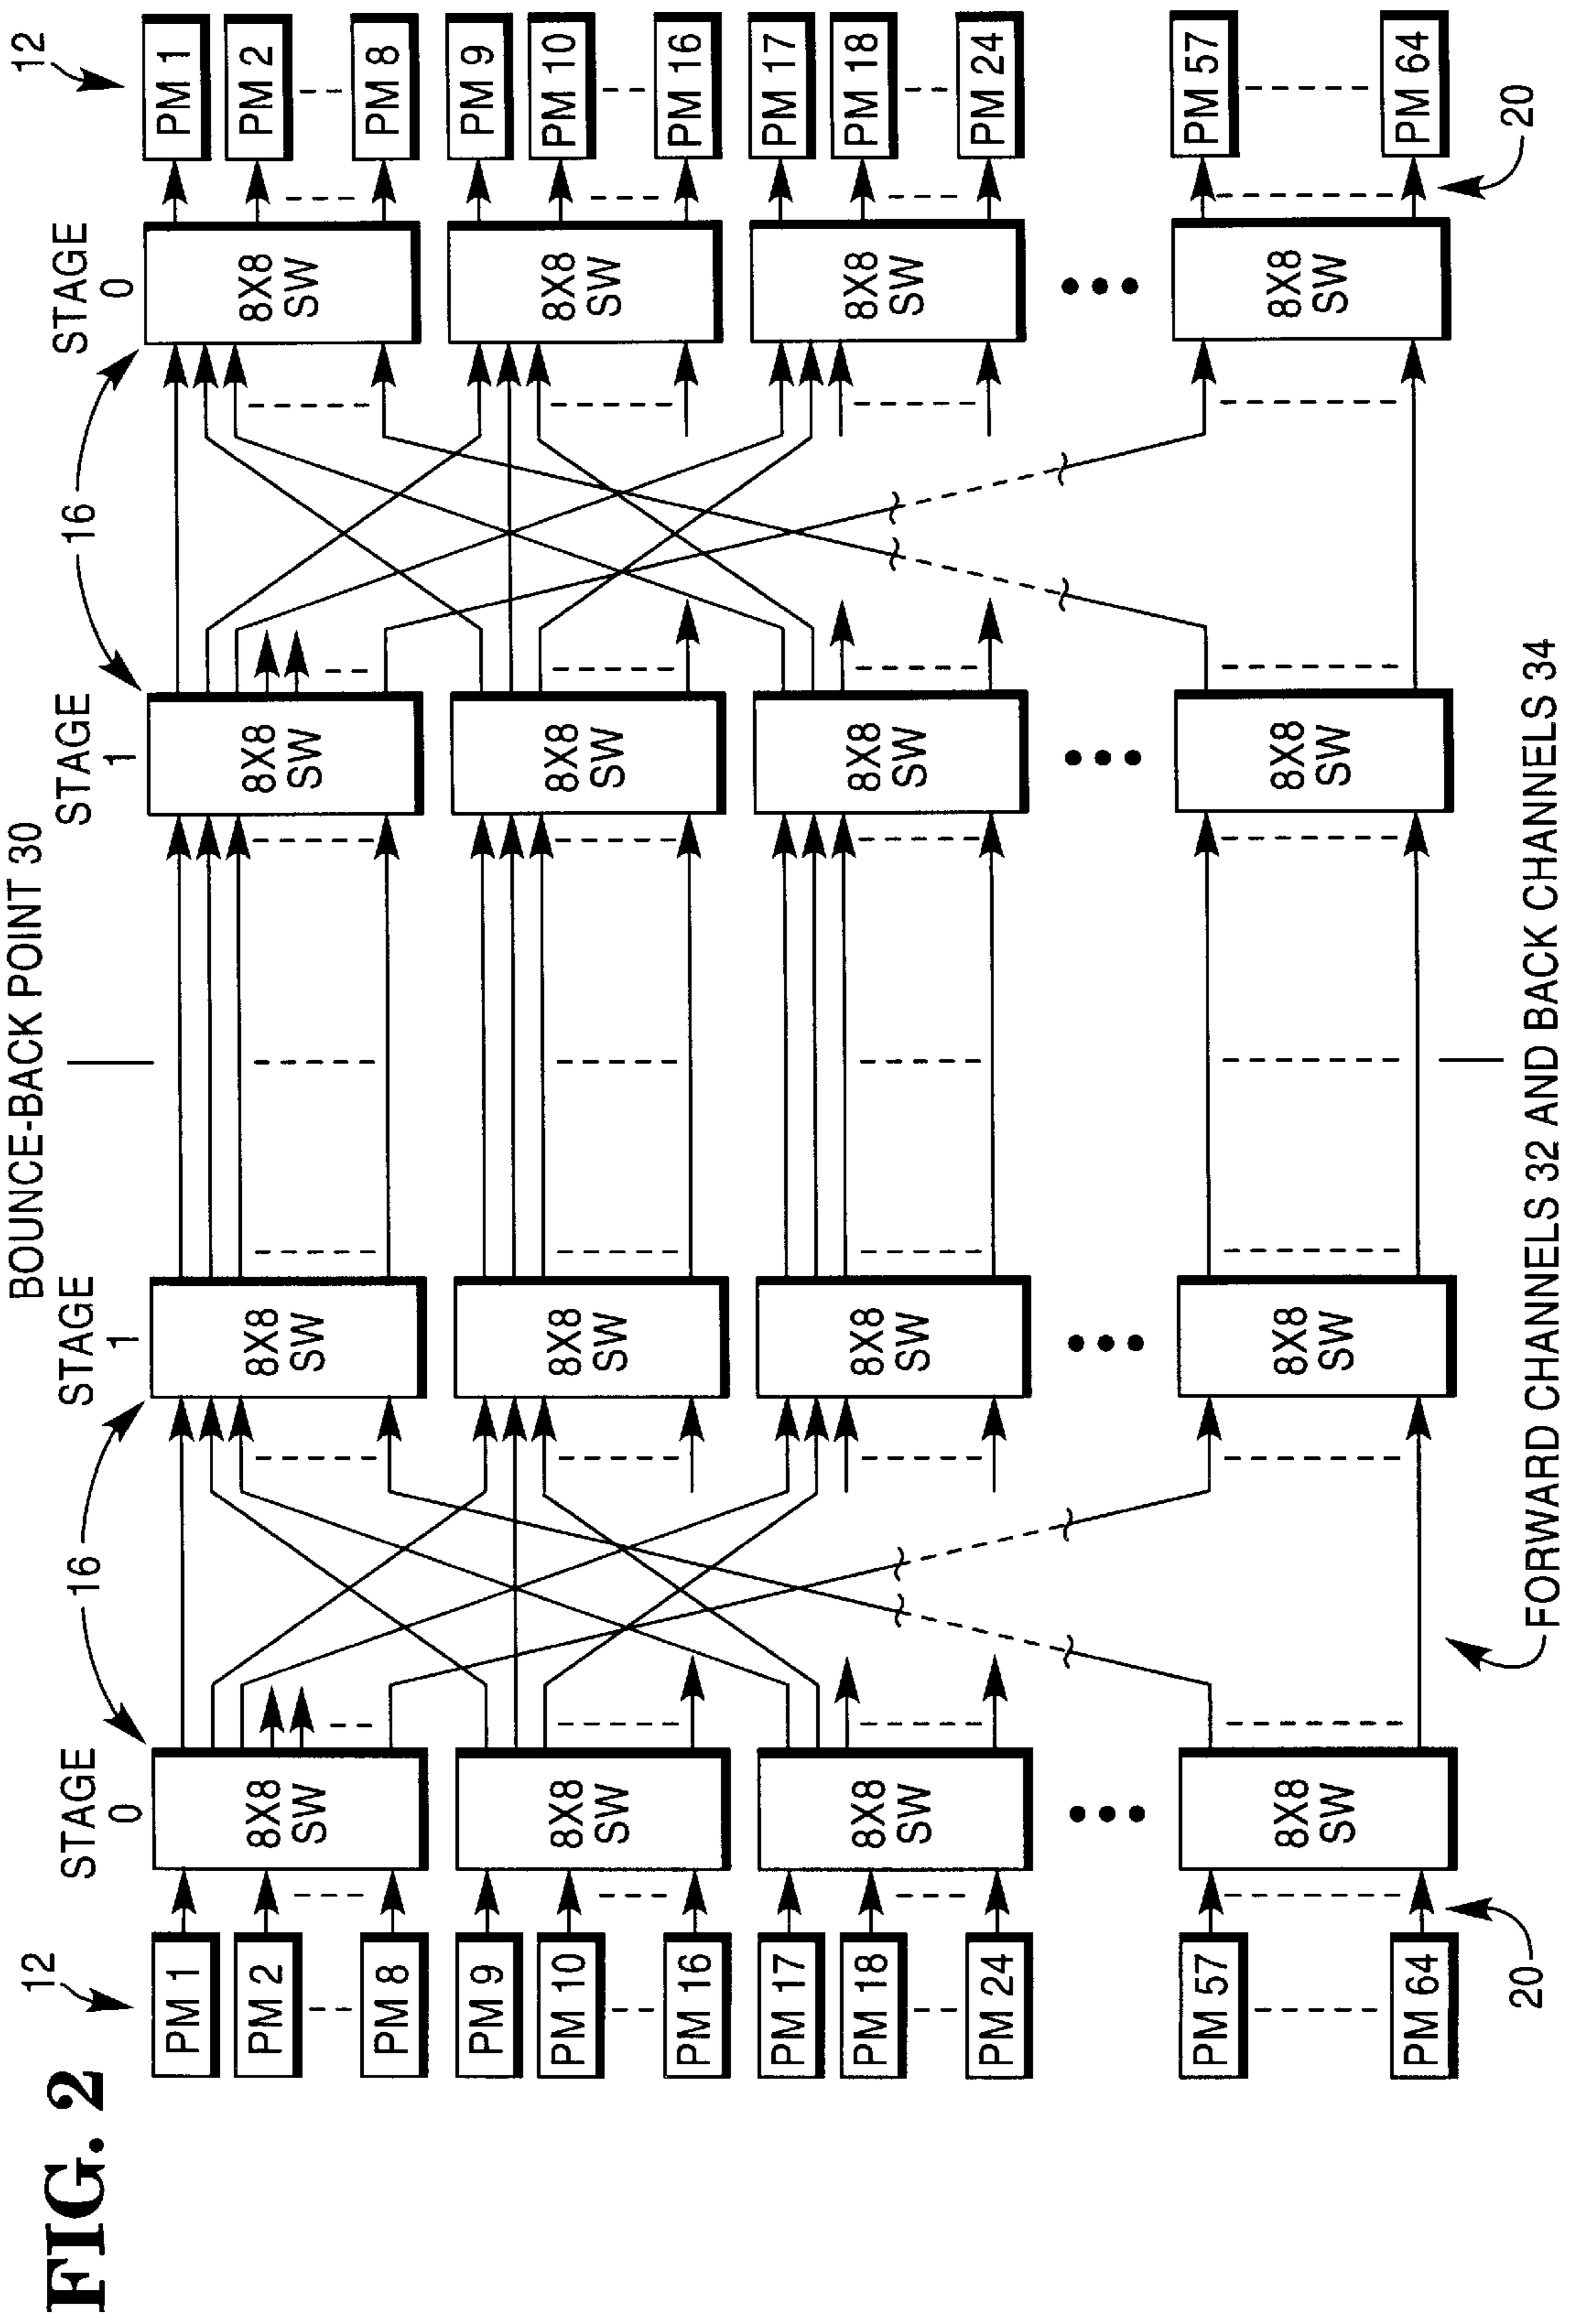 FIG. 2
BOUNCE-BACK POINT 30
12
STAGE
0
16
STAGE
1
STAGE
1
16
STAGE
0
12
PM 1
PM 2
PM 8
PM 9
PM 10
PM 16
PM 17
PM 18
PM 24
PM 57
PM 64
8X8
SW
8X8
SW
8X8
SW
8X8
SW
8X8
SW
8X8
SW
8X8
SW
8X8
SW
8X8
SW
8X8
SW
8X8
SW
8X8
SW
8X8
SW
8X8
SW
8X8
SW
8X8
SW
PM 1
PM 2
PM 8
PM 9
PM 10
PM 16
PM 17
PM 18
PM 24
PM 57
PM 64
20
20
FORWARD CHANNELS 32 AND BACK CHANNELS 34